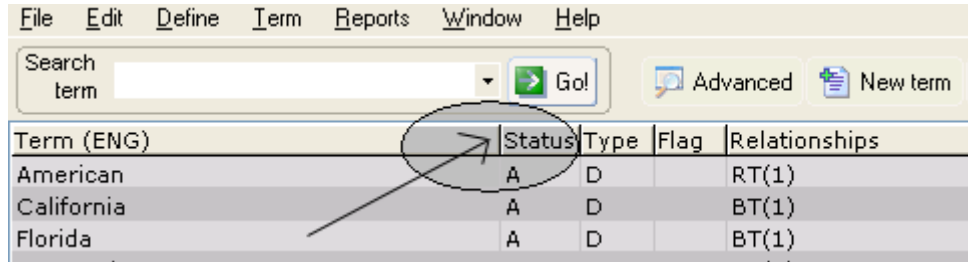 File Edit Define Term Reports Window Help
Search term Go! Advanced New term
Term (ENG) Status Type Flag Relationships
American A D RT(1)
California A D BT(1)
Florida A D BT(1)